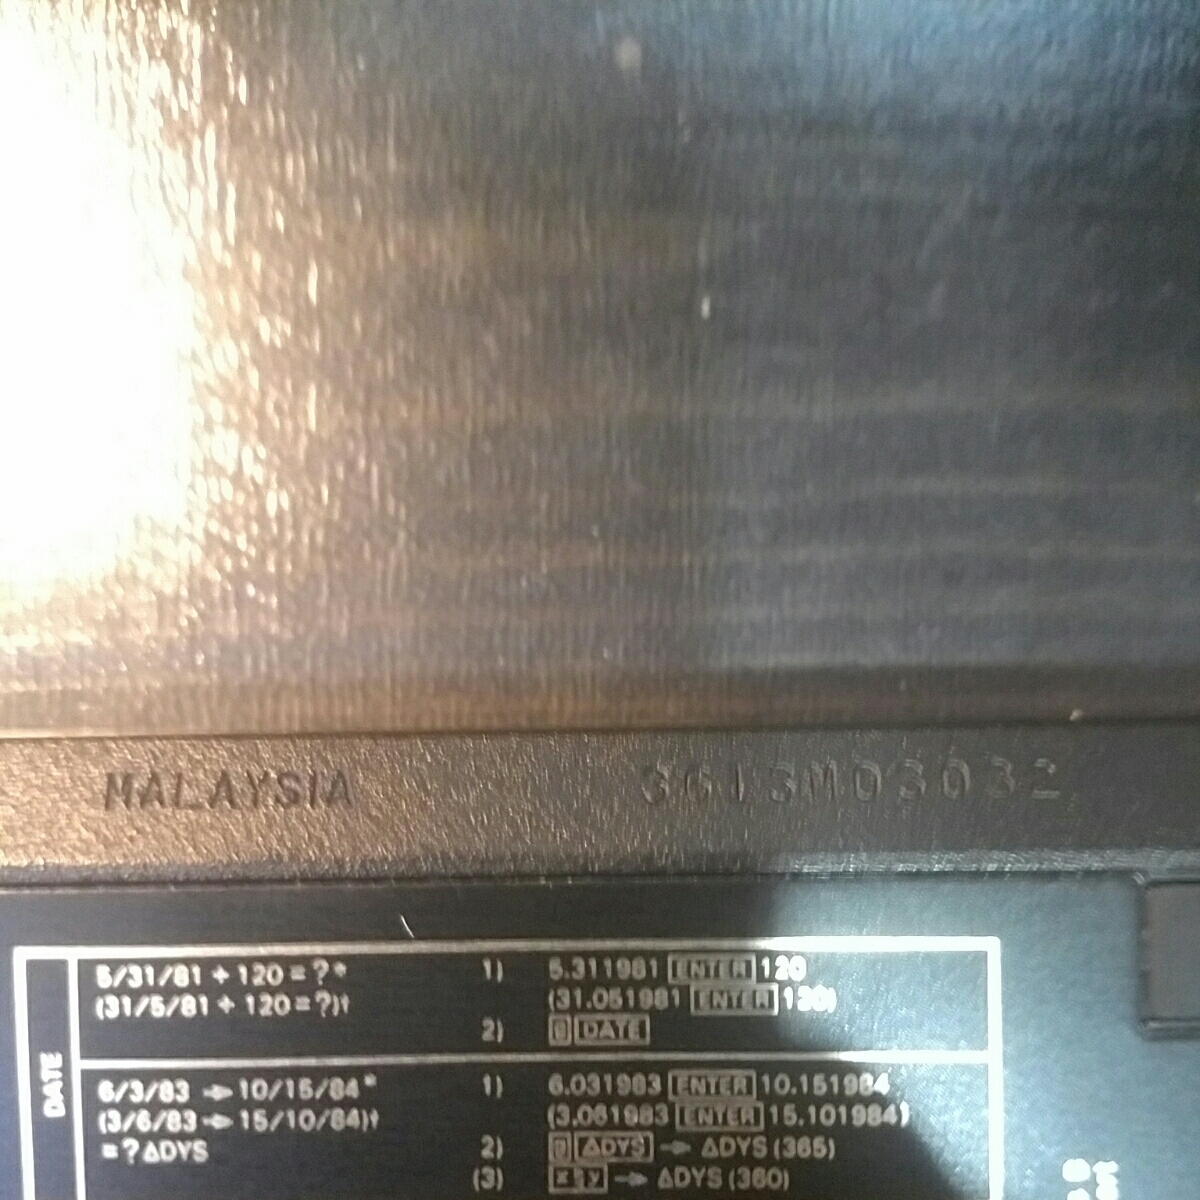 MALAYSIA 3613M03032
DATE
5/31/81 + 120 = ?* 1) 5.311981 ENTER 120
(31/5/81 + 120 = ?)† (31.051981 ENTER 120)
2) g DATE
6/3/83 → 10/15/84* 1) 6.031983 ENTER 10.151984
(3/6/83 → 15/10/84)† (3.061983 ENTER 15.101984)
= ? ΔDYS 2) g ΔDYS → ΔDYS (365)
(3) x≷y → ΔDYS (360)